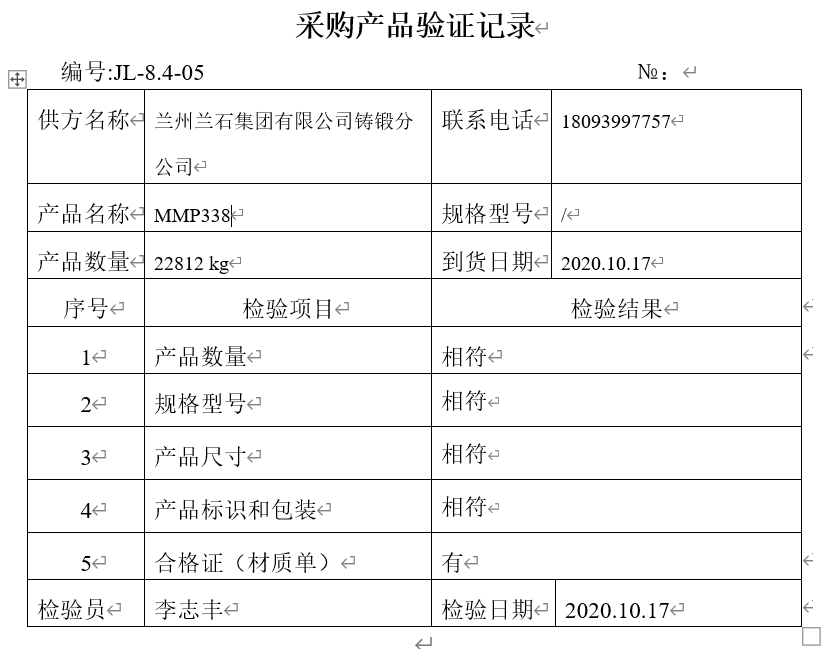 采购产品验证记录
编号:JL-8.4-05 №：
供方名称 兰州兰石集团有限公司铸锻分公司 联系电话 18093997757
产品名称 MMP338 规格型号 /
产品数量 22812 kg 到货日期 2020.10.17
序号 检验项目 检验结果
1 产品数量 相符
2 规格型号 相符
3 产品尺寸 相符
4 产品标识和包装 相符
5 合格证（材质单） 有
检验员 李志丰 检验日期 2020.10.17